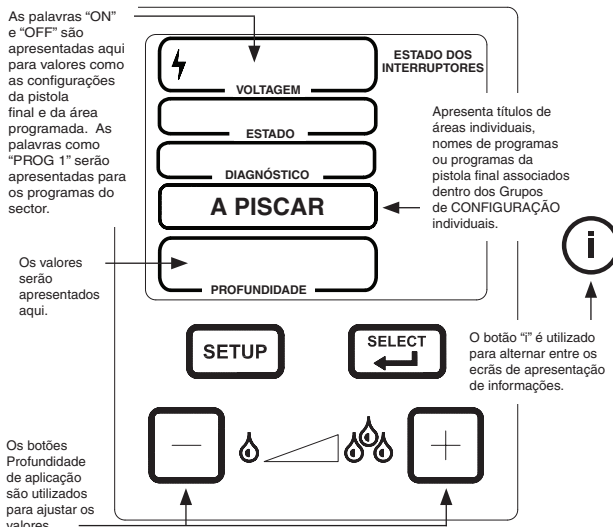 As palavras “ON”
e “OFF” são
apresentadas aqui
para valores como
as configurações
da pistola
final e da área
programada. As
palavras como
“PROG 1” serão
apresentadas para
os programas do
sector.
ESTADO DOS
INTERRUPTORES
VOLTAGEM
ESTADO
DIAGNÓSTICO
A PISCAR
PROFUNDIDADE
Apresenta títulos de
áreas individuais,
nomes de programas
ou programas da
pistola final associados
dentro dos Grupos
de CONFIGURAÇÃO
individuais.
Os valores
serão
apresentados
aqui.
i
SETUP
SELECT
O botão “i” é utilizado
para alternar entre os
ecrãs de apresentação
de informações.
Os botões
Profundidade
de aplicação
são utilizados
para ajustar os
valores